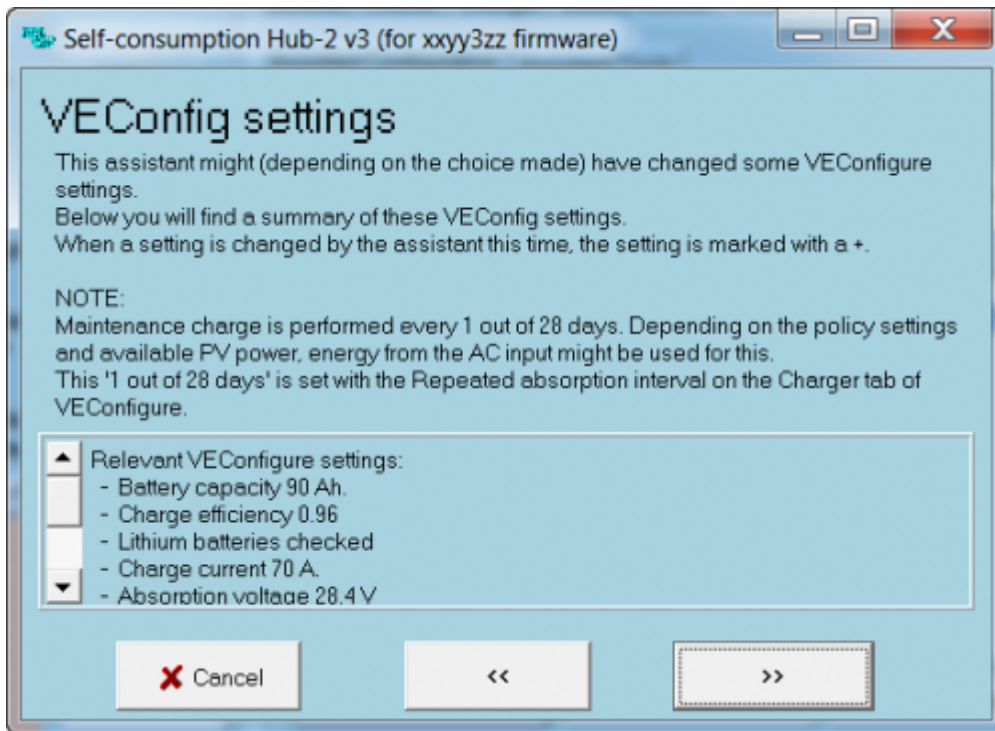 Self-consumption Hub-2 v3 (for xxyy3zz firmware)
VEConfig settings
This assistant might (depending on the choice made) have changed some VEConfigure
settings.
Below you will find a summary of these VEConfig settings.
When a setting is changed by the assistant this time, the setting is marked with a +.
NOTE:
Maintenance charge is performed every 1 out of 28 days. Depending on the policy settings
and available PV power, energy from the AC input might be used for this.
This '1 out of 28 days' is set with the Repeated absorption interval on the Charger tab of
VEConfigure.
Relevant VEConfigure settings:
- Battery capacity 90 Ah.
- Charge efficiency 0.96
- Lithium batteries checked
- Charge current 70 A.
- Absorption voltage 28.4 V
Cancel
<<
>>